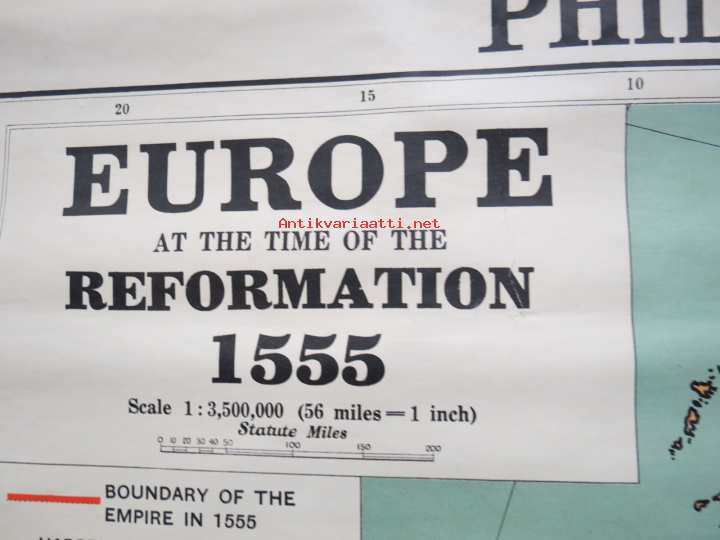 PHIL
20 15 10
EUROPE
Antikvariaatti.net
AT THE TIME OF THE
REFORMATION
1555
Scale 1:3,500,000 (56 miles=1 inch)
Statute Miles
0 10 20 30 40 50 100 150 200
BOUNDARY OF THE
EMPIRE IN 1555